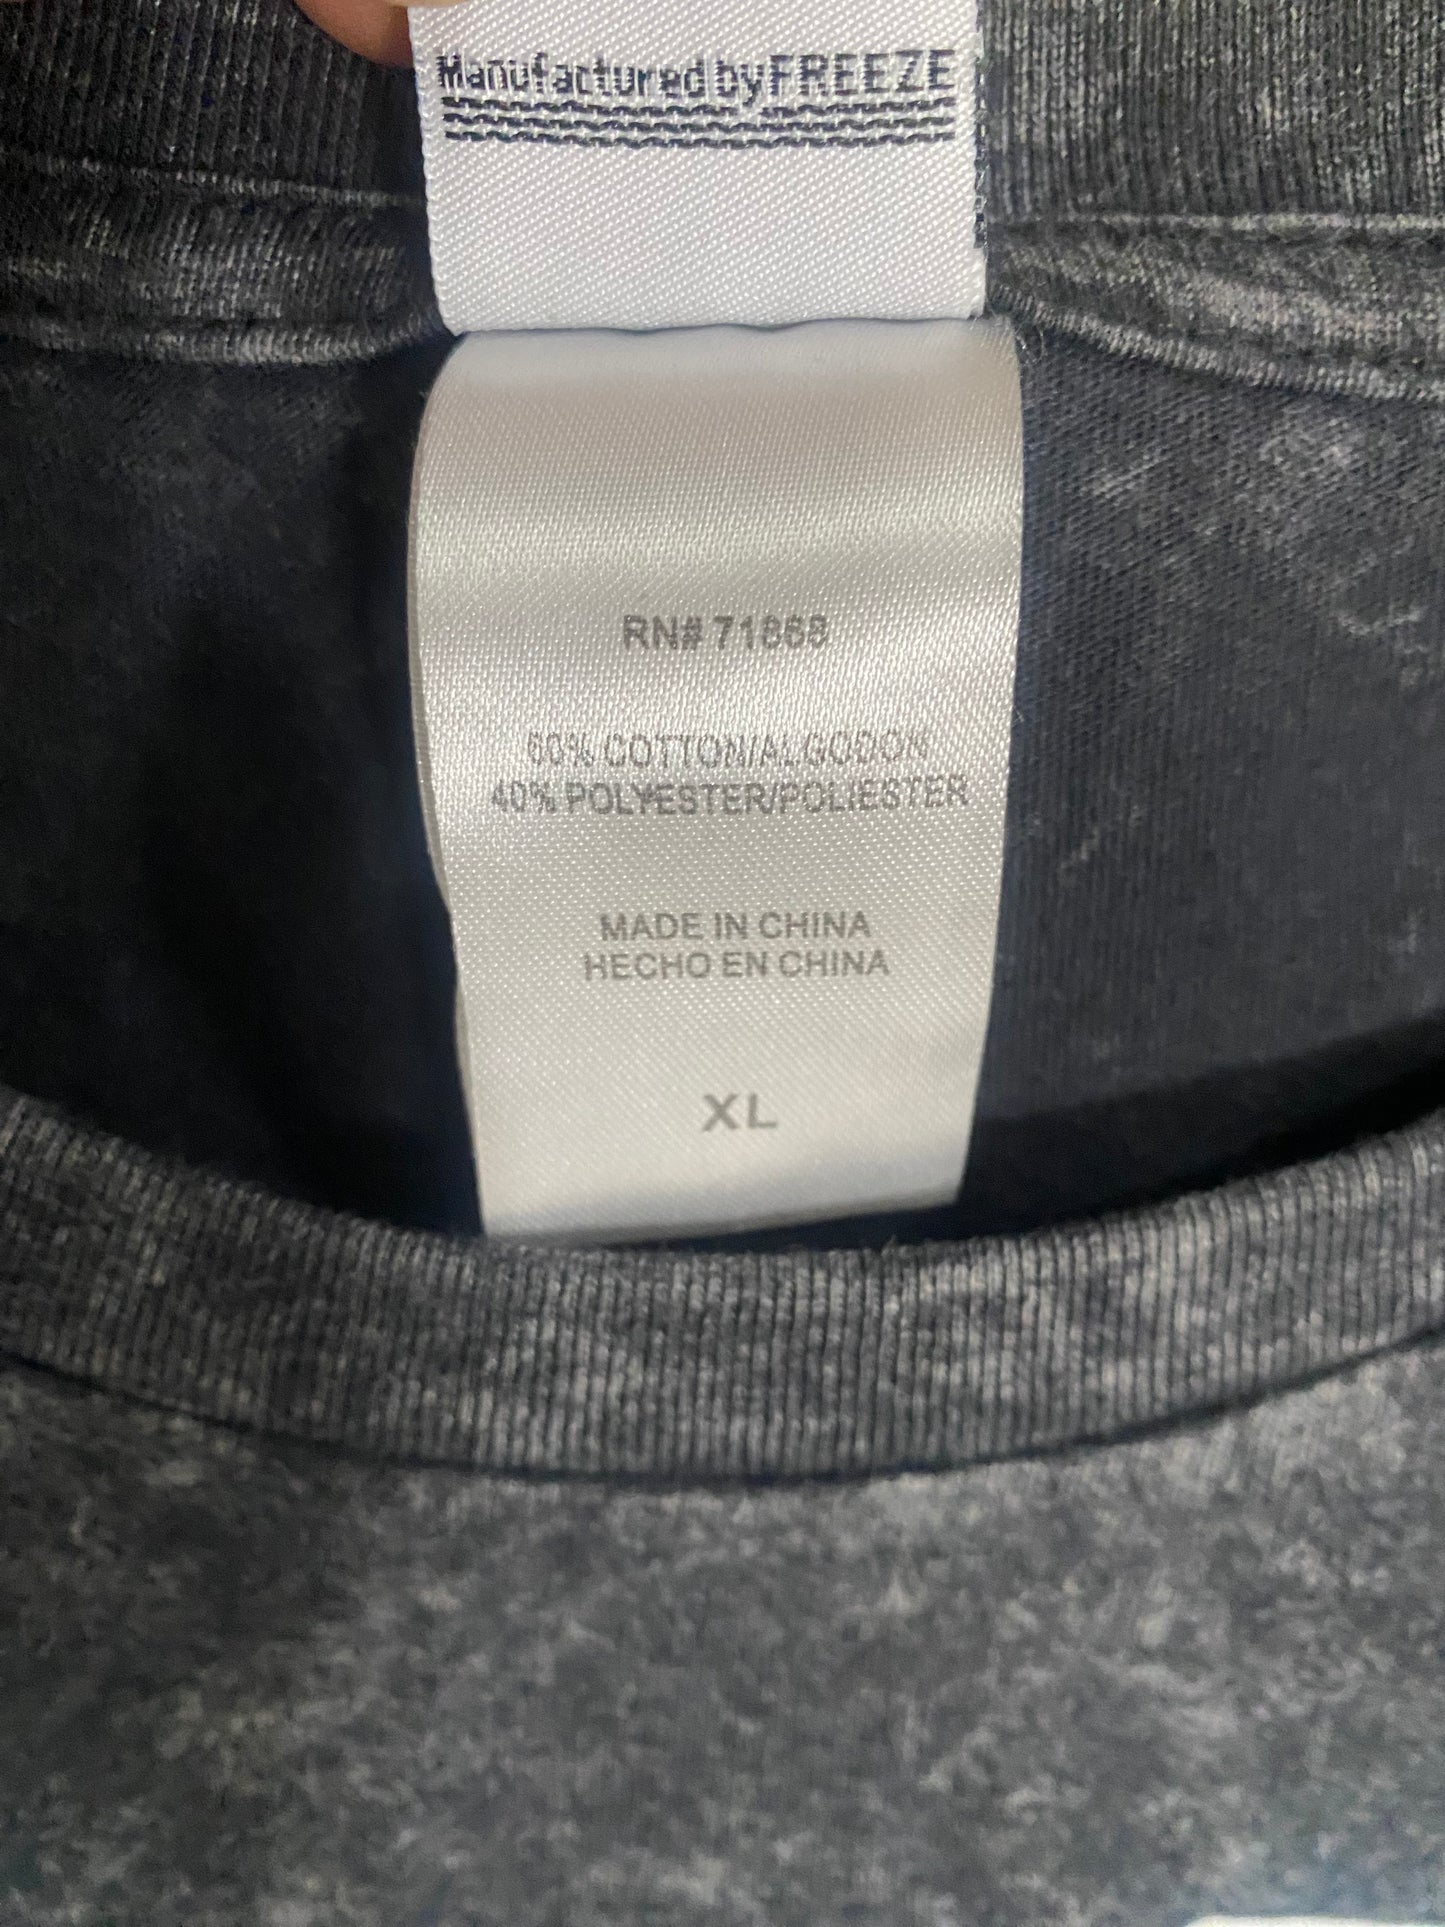 Manufactured by FREEZE
RN# 71868
60% COTTON/ALGODON
40% POLYESTER/POLIESTER
MADE IN CHINA
HECHO EN CHINA
XL